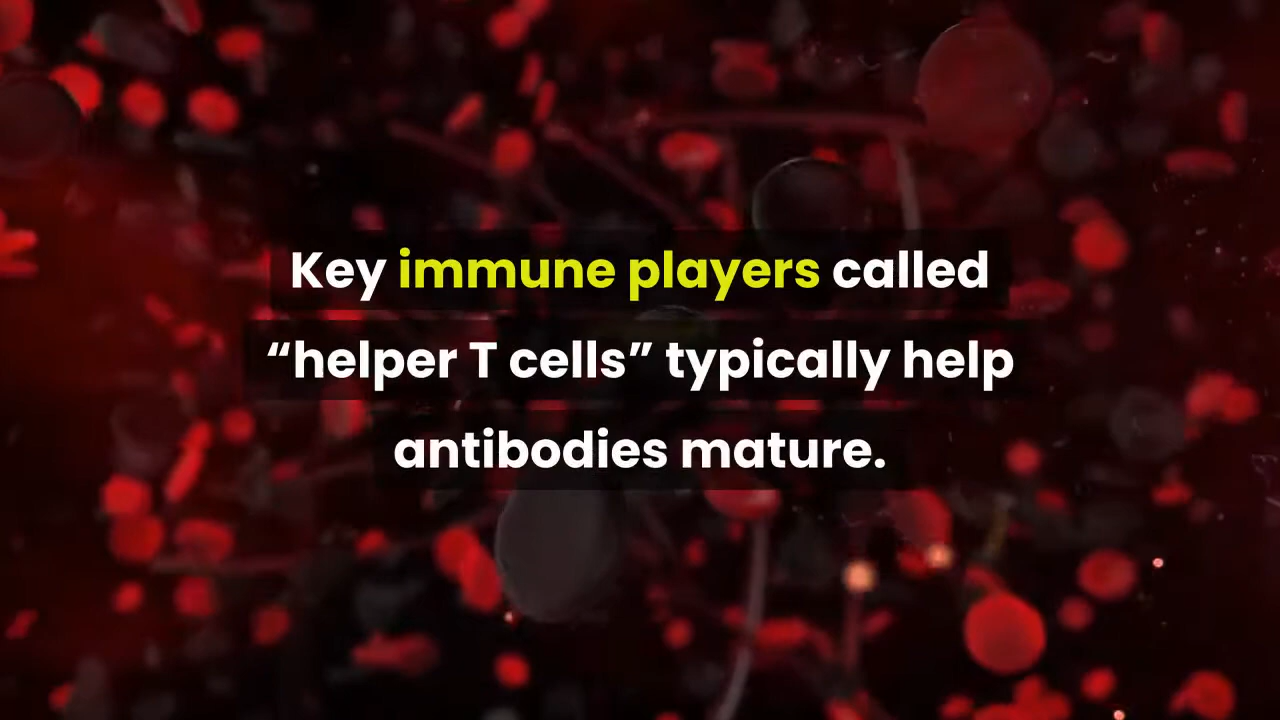 Key immune players called
“helper T cells” typically help
antibodies mature.